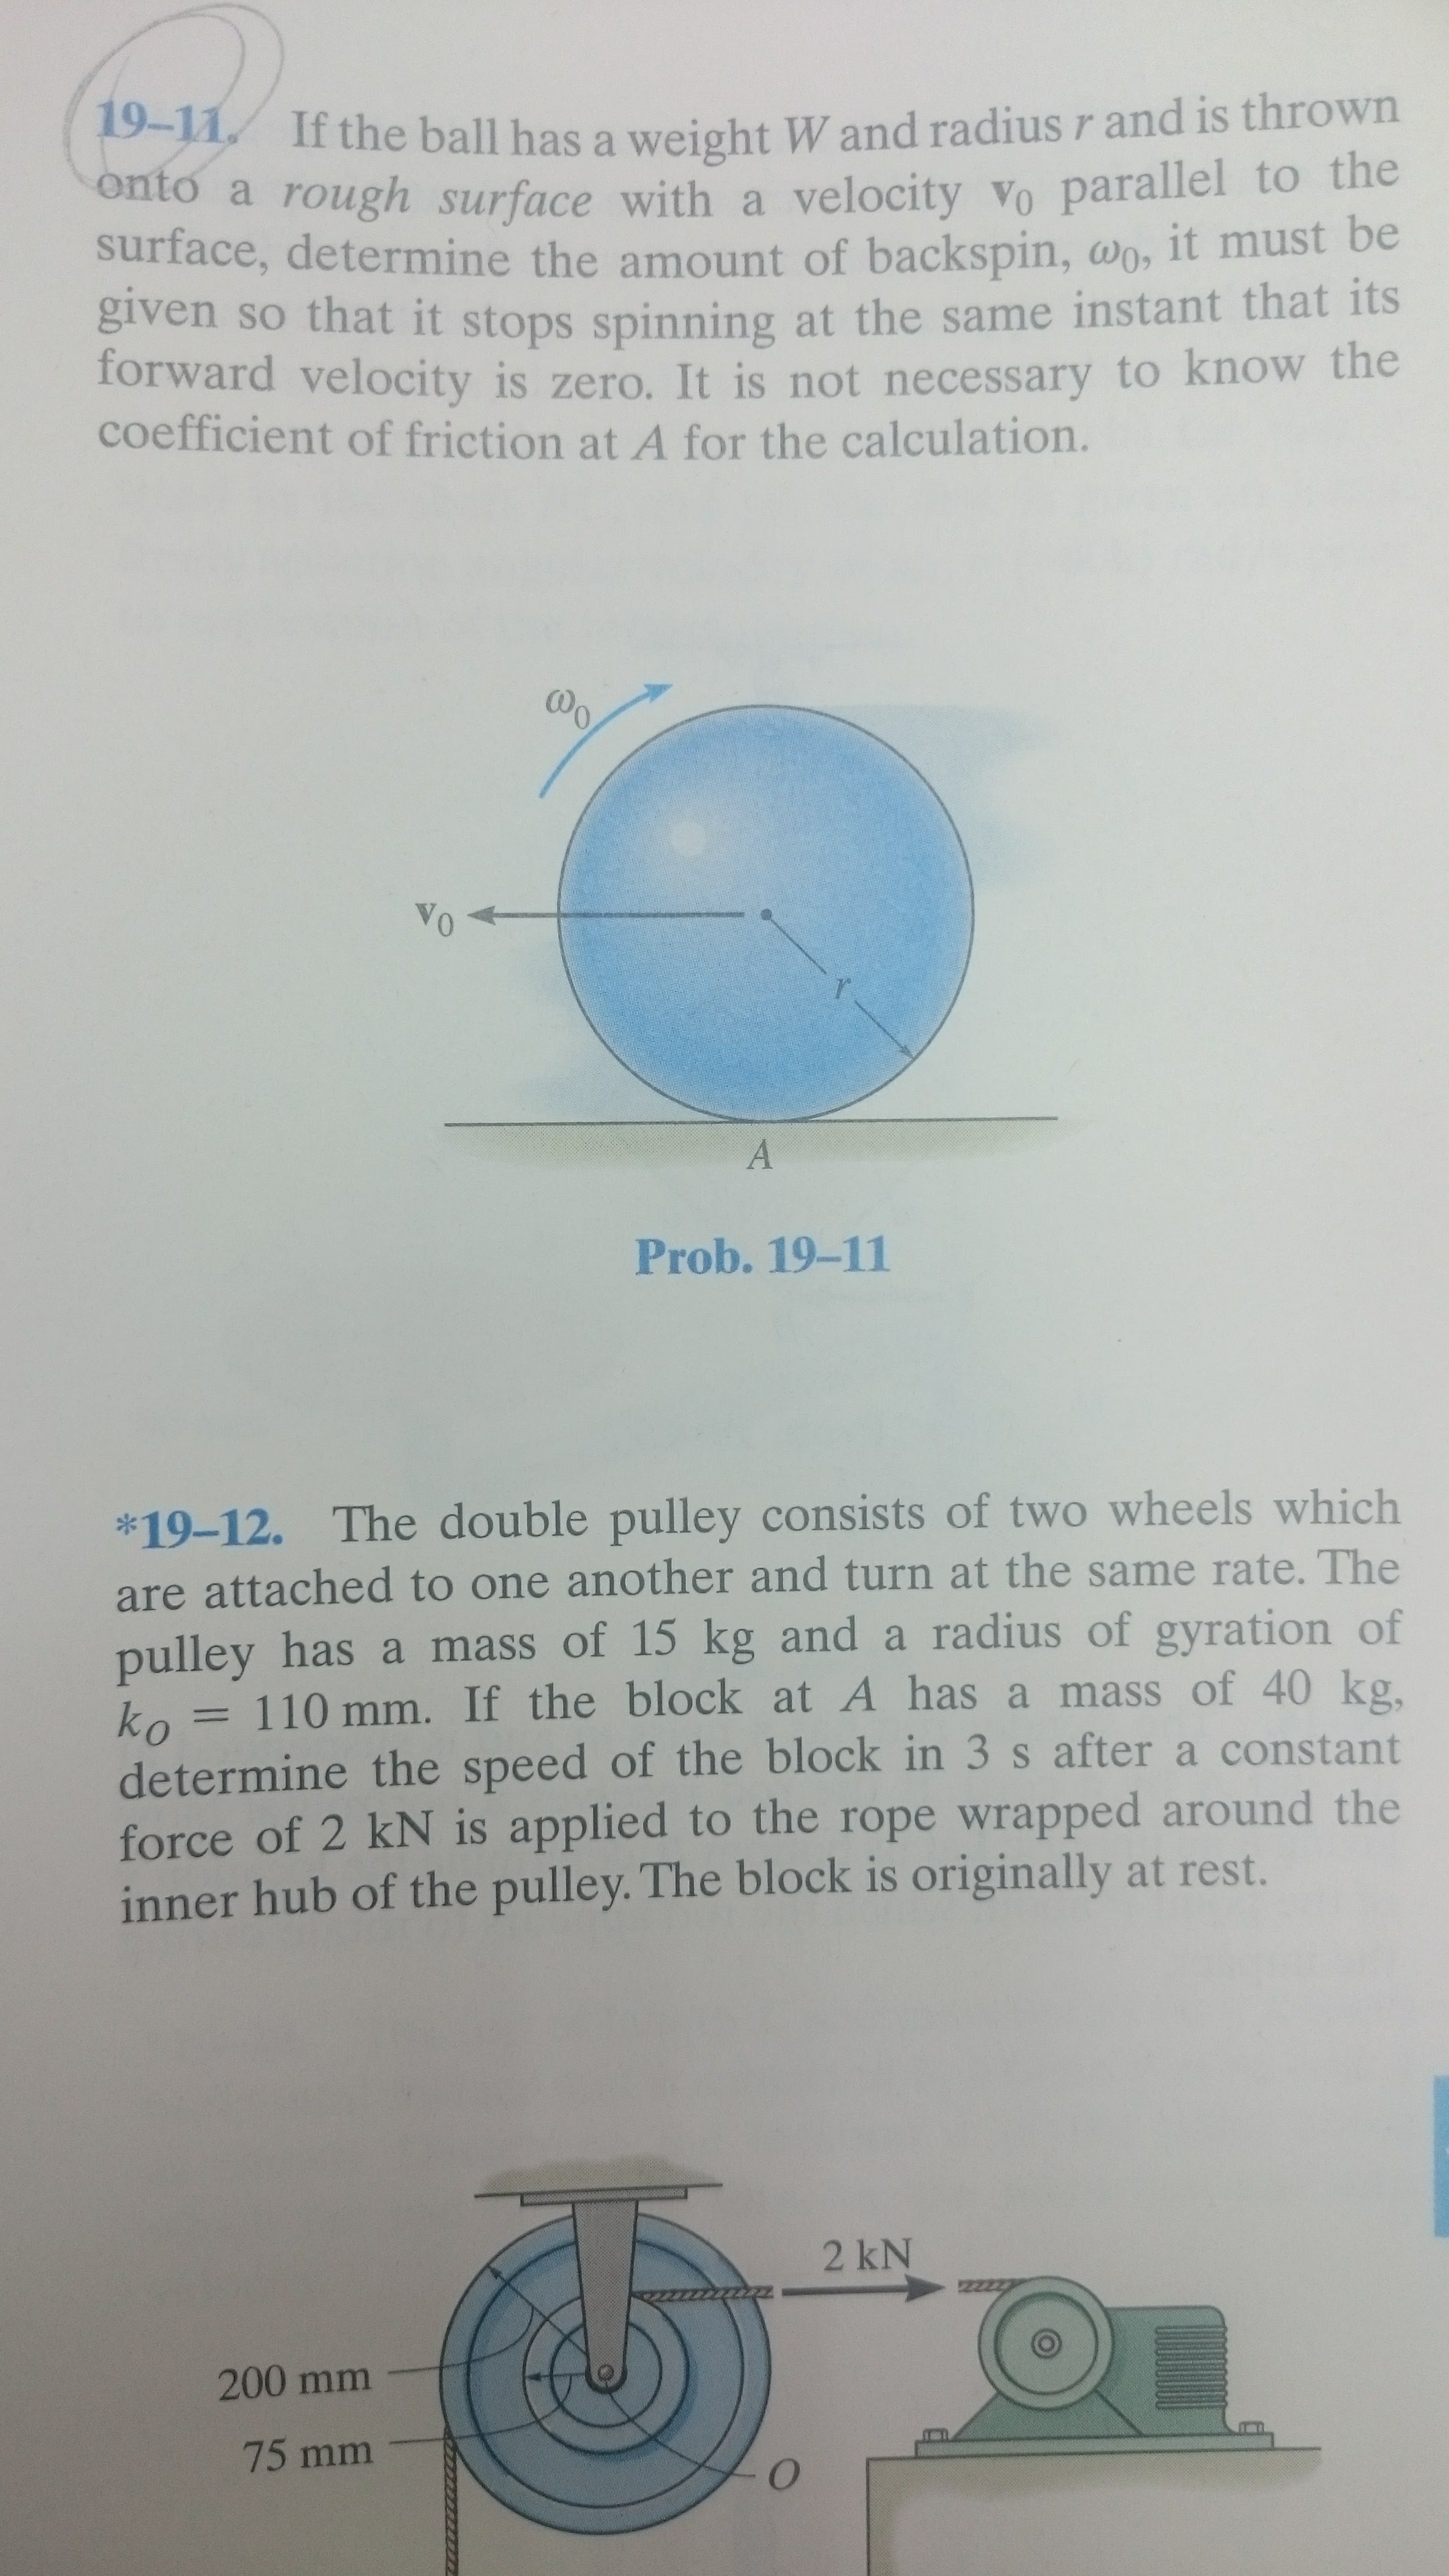 19–11. If the ball has a weight W and radius r and is thrown
onto a rough surface with a velocity v₀ parallel to the
surface, determine the amount of backspin, ω₀, it must be
given so that it stops spinning at the same instant that its
forward velocity is zero. It is not necessary to know the
coefficient of friction at A for the calculation.
ω₀
v₀
r
A
Prob. 19–11
*19–12. The double pulley consists of two wheels which
are attached to one another and turn at the same rate. The
pulley has a mass of 15 kg and a radius of gyration of
k_O = 110 mm. If the block at A has a mass of 40 kg,
determine the speed of the block in 3 s after a constant
force of 2 kN is applied to the rope wrapped around the
inner hub of the pulley. The block is originally at rest.
2 kN
200 mm
75 mm
O